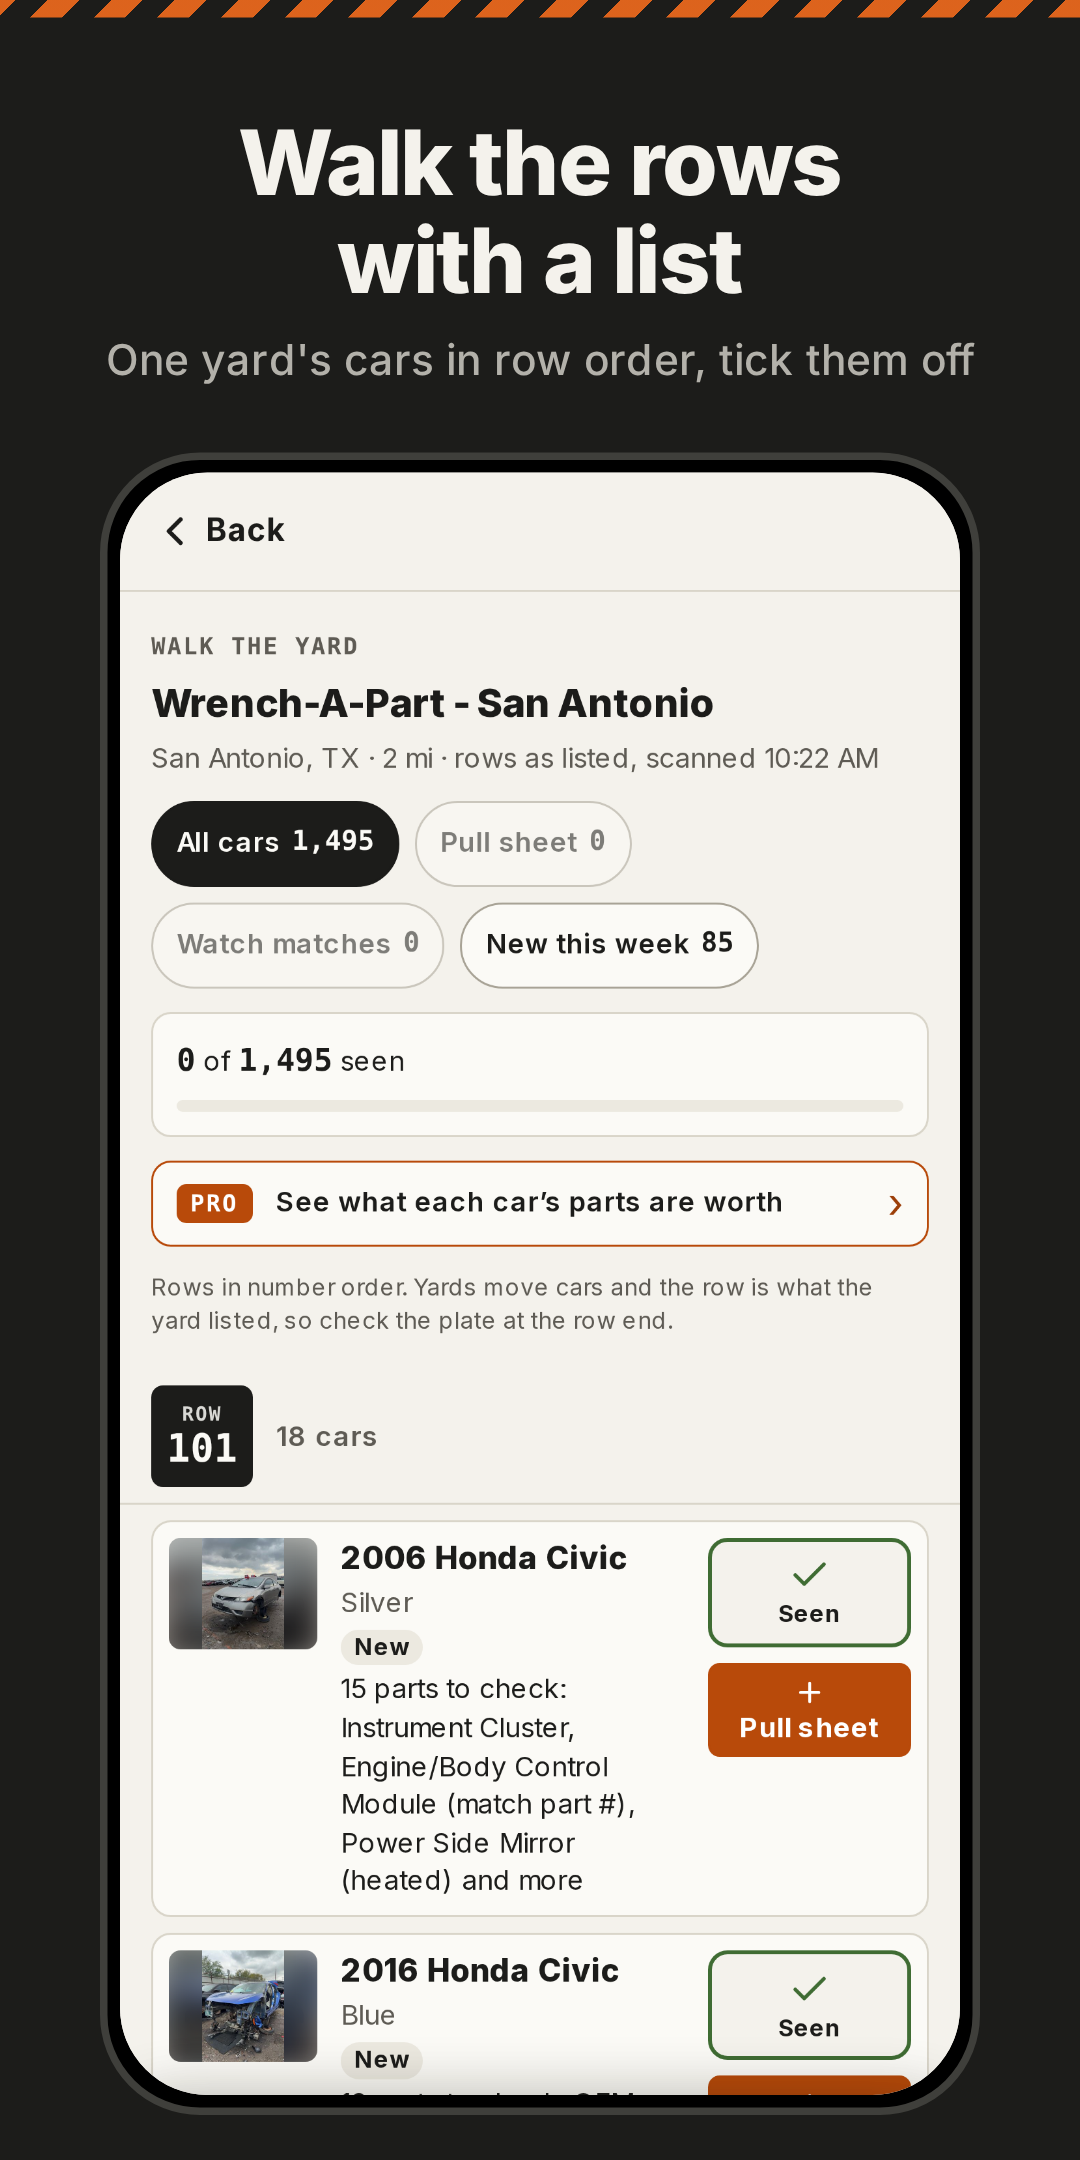 Walk the rows
with a list
One yard's cars in row order, tick them off
Back
WALK THE YARD
Wrench-A-Part - San Antonio
San Antonio, TX · 2 mi · rows as listed, scanned 10:22 AM
All cars 1,495
Pull sheet 0
Watch matches 0
New this week 85
0 of 1,495 seen
PRO See what each car’s parts are worth
Rows in number order. Yards move cars and the row is what the
yard listed, so check the plate at the row end.
ROW
101
18 cars
2006 Honda Civic
Silver
New
15 parts to check:
Instrument Cluster,
Engine/Body Control
Module (match part #),
Power Side Mirror
(heated) and more
Seen
Pull sheet
2016 Honda Civic
Blue
New
Seen